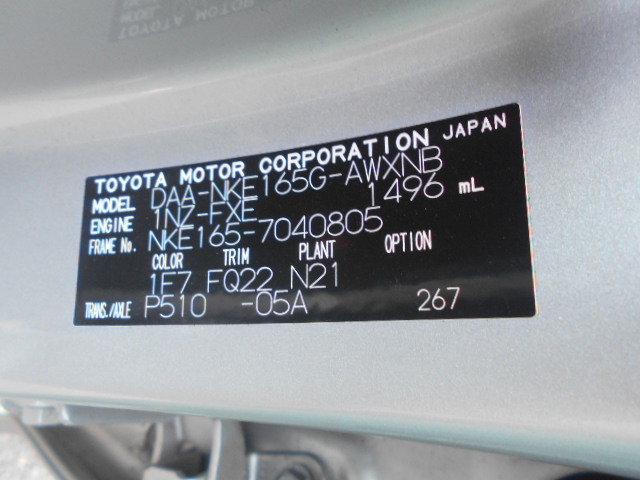 TOYOTA MOTOR CORPORATION JAPAN
MODEL DAA-NKE165G-AWXNB
ENGINE 1NZ-FXE 1496 mL
FRAME No. NKE165-7040805
COLOR TRIM PLANT OPTION
1F7 FQ22 N21
TRANS./AXLE P510 -05A 267